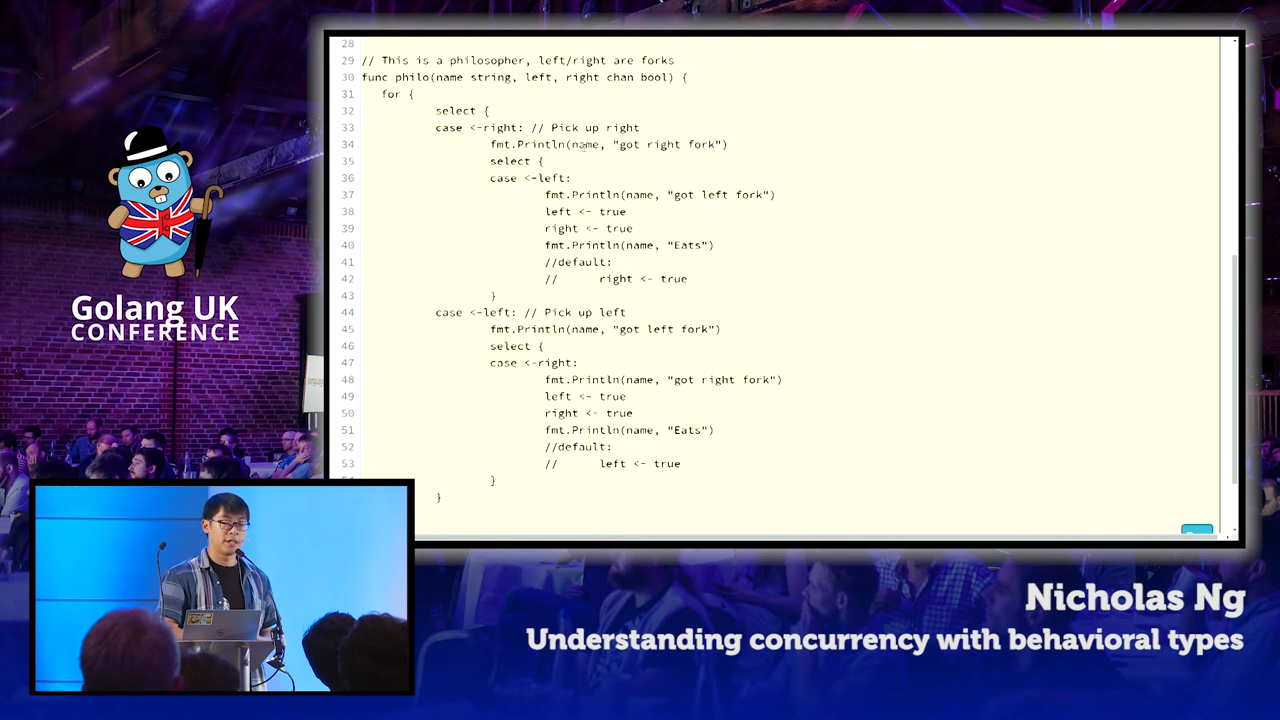 Golang UK
CONFERENCE
28
29 // This is a philosopher, left/right are forks
30 func philo(name string, left, right chan bool) {
31 for {
32 select {
33 case <-right: // Pick up right
34 fmt.Println(name, "got right fork")
35 select {
36 case <-left:
37 fmt.Println(name, "got left fork")
38 left <- true
39 right <- true
40 fmt.Println(name, "Eats")
41 //default:
42 // right <- true
43 }
44 case <-left: // Pick up left
45 fmt.Println(name, "got left fork")
46 select {
47 case <-right:
48 fmt.Println(name, "got right fork")
49 left <- true
50 right <- true
51 fmt.Println(name, "Eats")
52 //default:
53 // left <- true
}
}
Nicholas Ng
Understanding concurrency with behavioral types